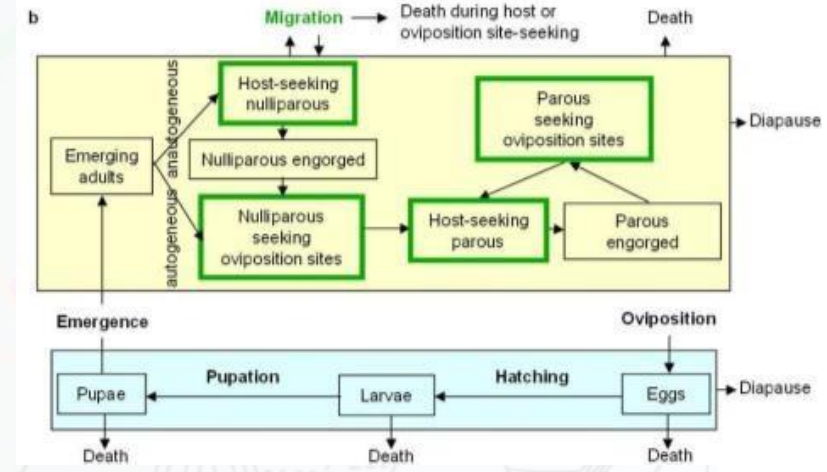 b
Migration
Death during host or
oviposition site-seeking
Death
anautogeneous
autogeneous
Host-seeking
nulliparous
Parous
seeking
oviposition sites
Diapause
Emerging
adults
Nulliparous engorged
Nulliparous
seeking
oviposition sites
Host-seeking
parous
Parous
engorged
Emergence
Oviposition
Pupation
Hatching
Pupae
Larvae
Eggs
Diapause
Death
Death
Death